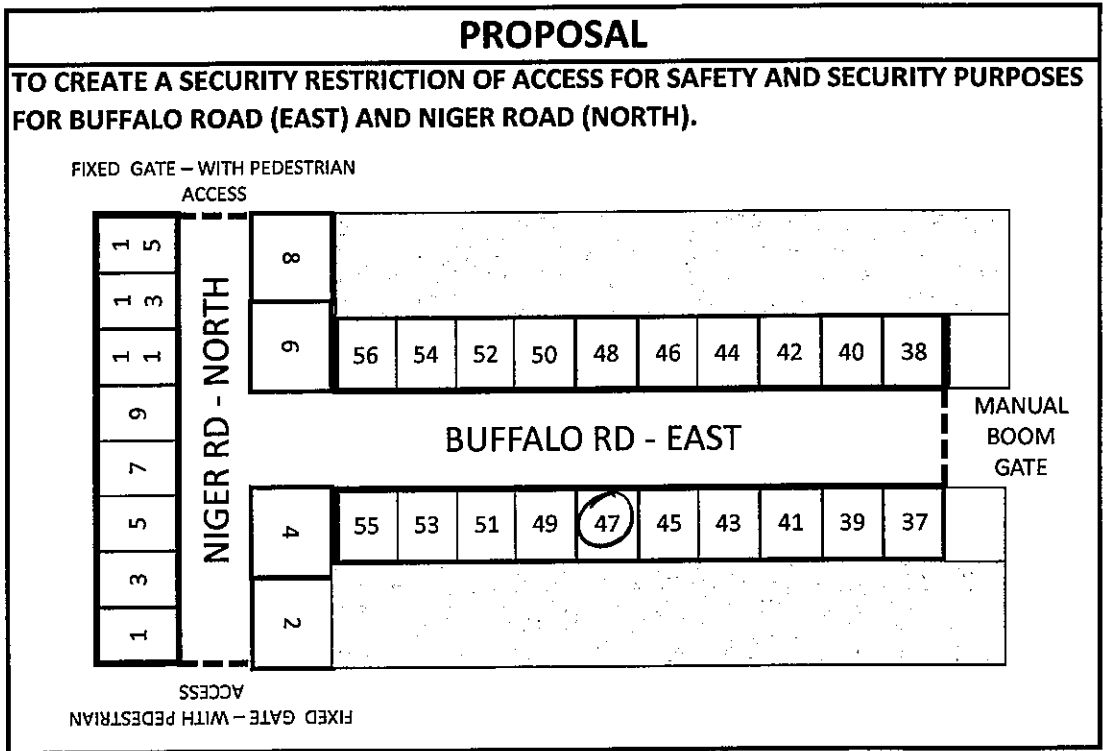 PROPOSAL
TO CREATE A SECURITY RESTRICTION OF ACCESS FOR SAFETY AND SECURITY PURPOSES
FOR BUFFALO ROAD (EAST) AND NIGER ROAD (NORTH).
FIXED GATE – WITH PEDESTRIAN
ACCESS
15
13
11
9
7
5
3
1
NIGER RD - NORTH
8
6
4
2
56 54 52 50 48 46 44 42 40 38
BUFFALO RD - EAST
MANUAL
BOOM
GATE
55 53 51 49 47 45 43 41 39 37
FIXED GATE – WITH PEDESTRIAN
ACCESS